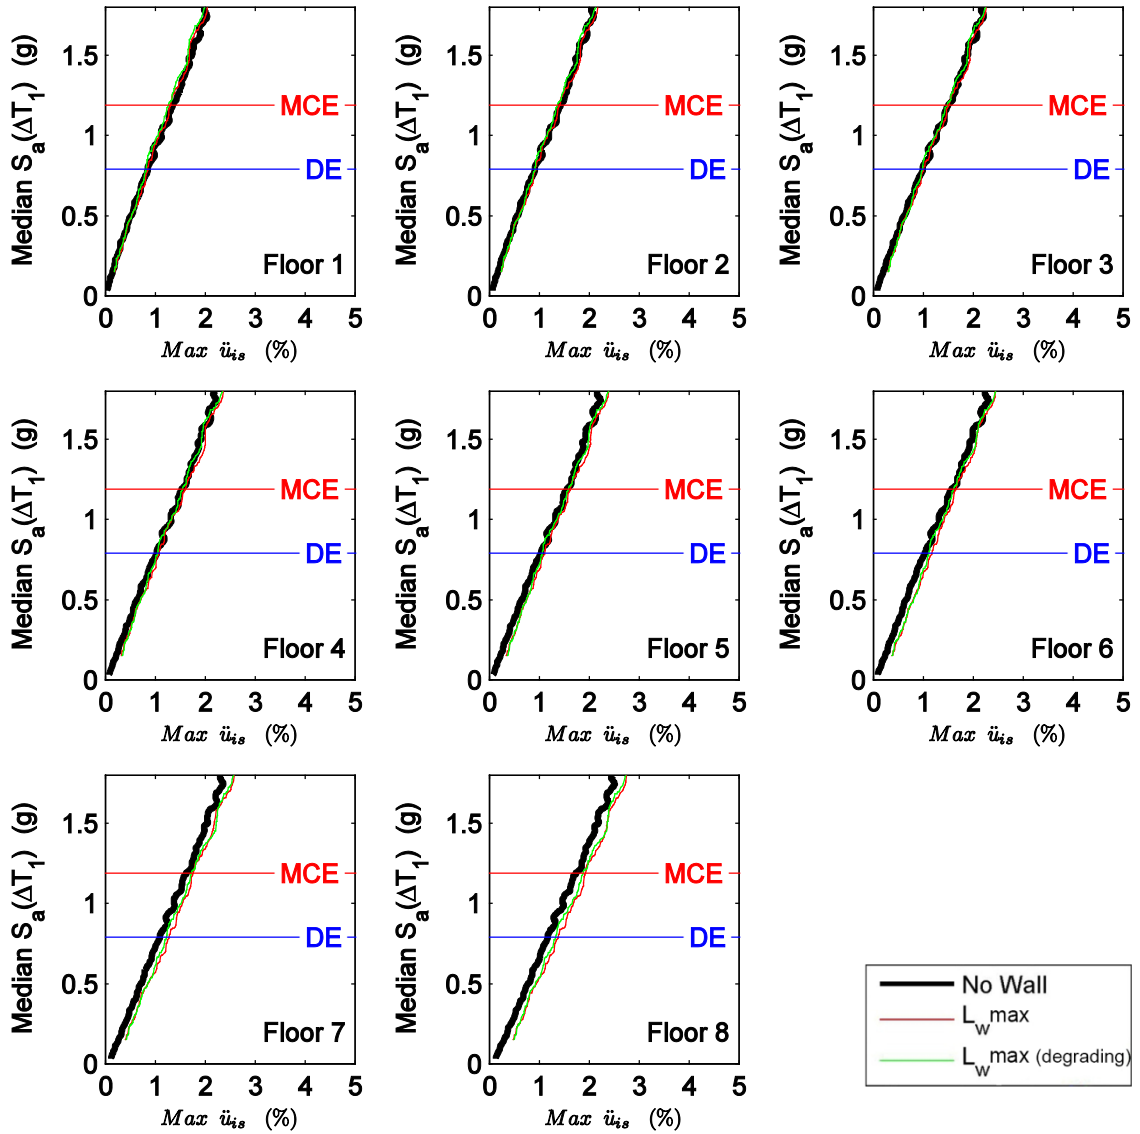 Median Sa(ΔT1) (g)
1.5
1
0.5
0
MCE
DE
Floor 1
0 1 2 3 4 5
Max üis (%)
Median Sa(ΔT1) (g)
1.5
1
0.5
0
MCE
DE
Floor 2
0 1 2 3 4 5
Max üis (%)
Median Sa(ΔT1) (g)
1.5
1
0.5
0
MCE
DE
Floor 3
0 1 2 3 4 5
Max üis (%)
Median Sa(ΔT1) (g)
1.5
1
0.5
0
MCE
DE
Floor 4
0 1 2 3 4 5
Max üis (%)
Median Sa(ΔT1) (g)
1.5
1
0.5
0
MCE
DE
Floor 5
0 1 2 3 4 5
Max üis (%)
Median Sa(ΔT1) (g)
1.5
1
0.5
0
MCE
DE
Floor 6
0 1 2 3 4 5
Max üis (%)
Median Sa(ΔT1) (g)
1.5
1
0.5
0
MCE
DE
Floor 7
0 1 2 3 4 5
Max üis (%)
Median Sa(ΔT1) (g)
1.5
1
0.5
0
MCE
DE
Floor 8
0 1 2 3 4 5
Max üis (%)
No Wall
Lw max
Lw max (degrading)